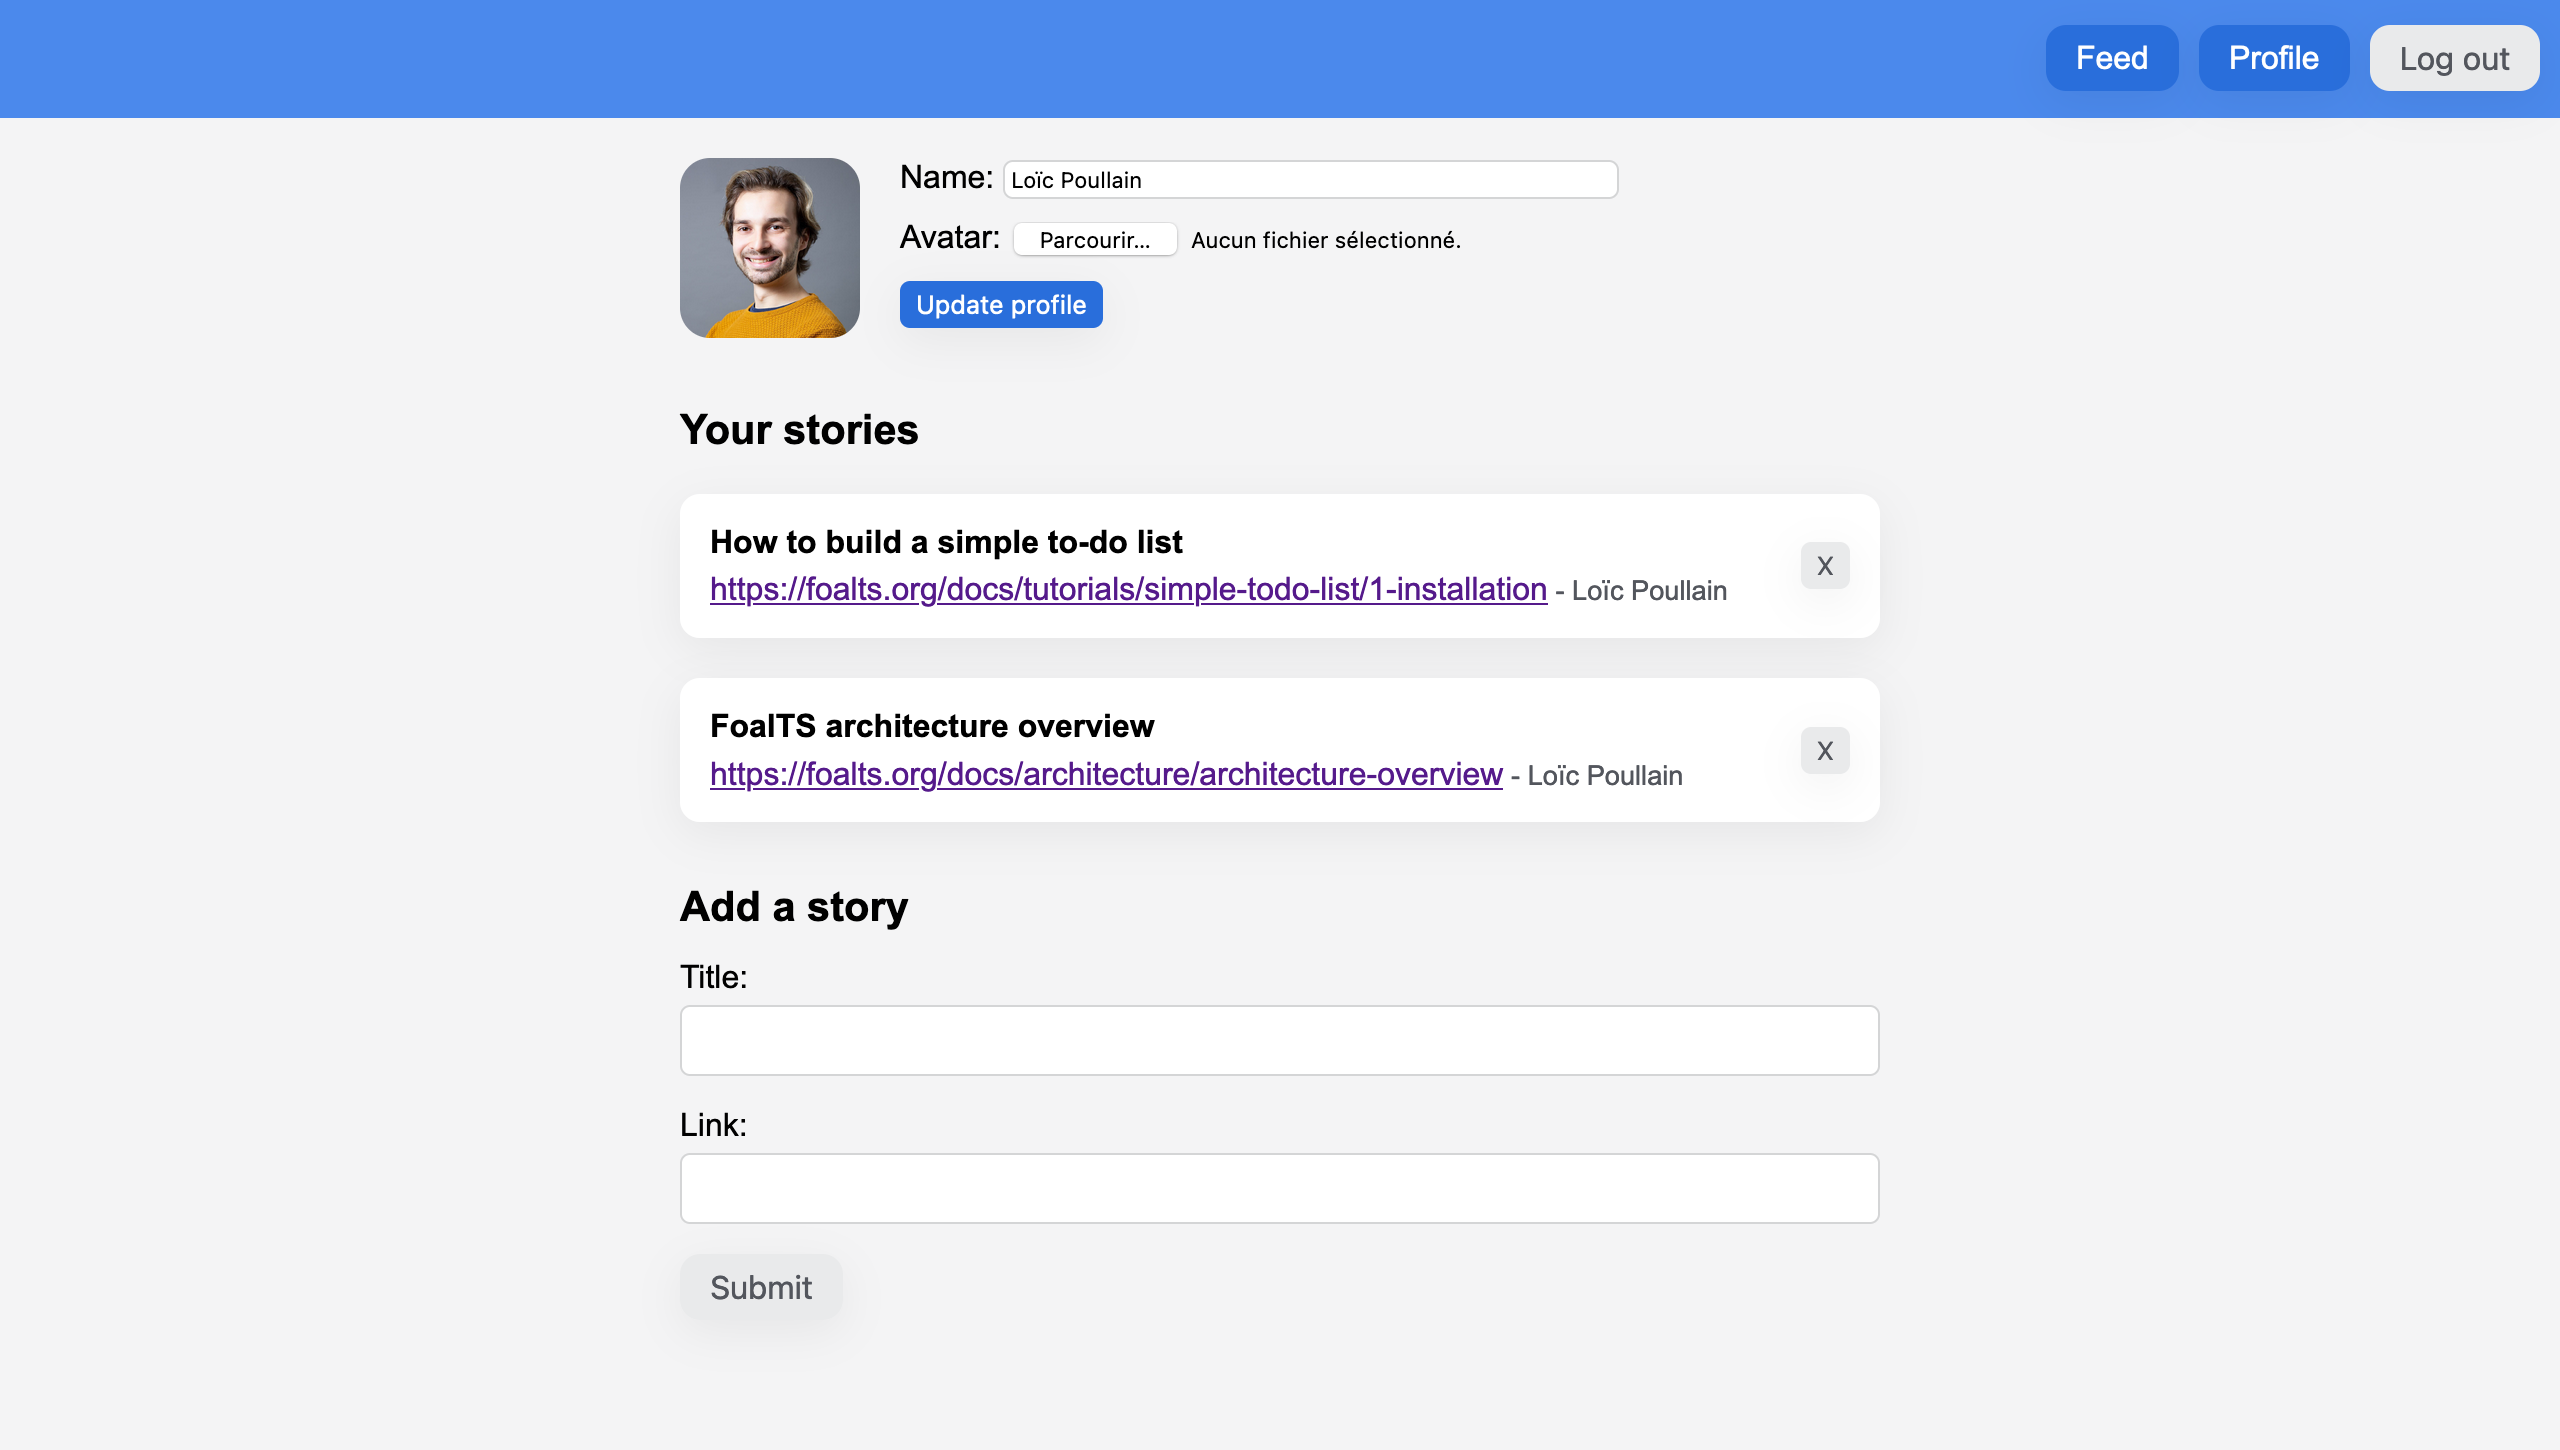 Feed Profile Log out
Name: Loïc Poullain
Avatar: Parcourir... Aucun fichier sélectionné.
Update profile
Your stories
How to build a simple to-do list
https://foalts.org/docs/tutorials/simple-todo-list/1-installation - Loïc Poullain
X
FoalTS architecture overview
https://foalts.org/docs/architecture/architecture-overview - Loïc Poullain
X
Add a story
Title:
Link:
Submit